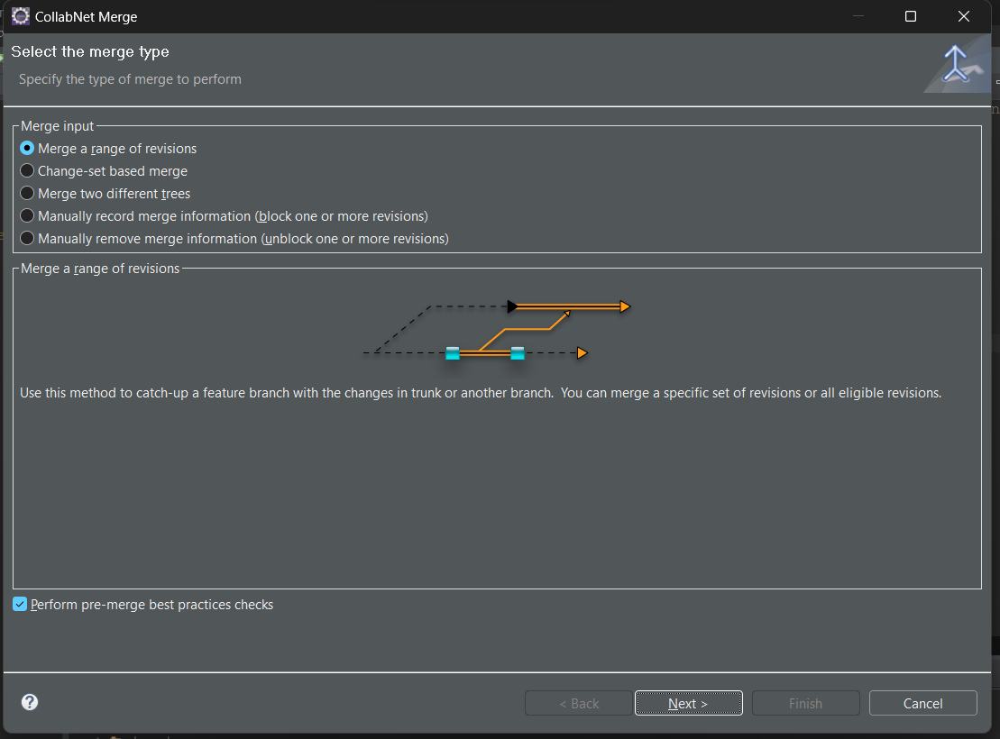 CollabNet Merge
Select the merge type
Specify the type of merge to perform
Merge input
Merge a range of revisions
Change-set based merge
Merge two different trees
Manually record merge information (block one or more revisions)
Manually remove merge information (unblock one or more revisions)
Merge a range of revisions
Use this method to catch-up a feature branch with the changes in trunk or another branch.  You can merge a specific set of revisions or all eligible revisions.
Perform pre-merge best practices checks
?
< Back
Next >
Finish
Cancel